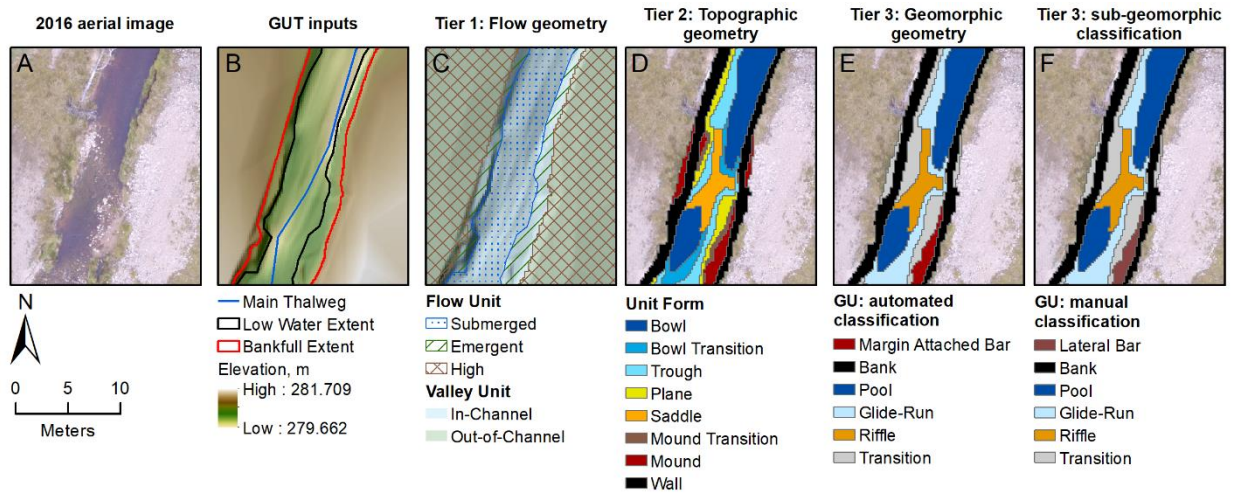 2016 aerial image
GUT inputs
Tier 1: Flow geometry
Tier 2: Topographic
geometry
Tier 3: Geomorphic
geometry
Tier 3: sub-geomorphic
classification
A
B
C
D
E
F
N
0 5 10
Meters
Main Thalweg
Low Water Extent
Bankfull Extent
Elevation, m
High : 281.709
Low : 279.662
Flow Unit
Submerged
Emergent
High
Valley Unit
In-Channel
Out-of-Channel
Unit Form
Bowl
Bowl Transition
Trough
Plane
Saddle
Mound Transition
Mound
Wall
GU: automated
classification
Margin Attached Bar
Bank
Pool
Glide-Run
Riffle
Transition
GU: manual
classification
Lateral Bar
Bank
Pool
Glide-Run
Riffle
Transition